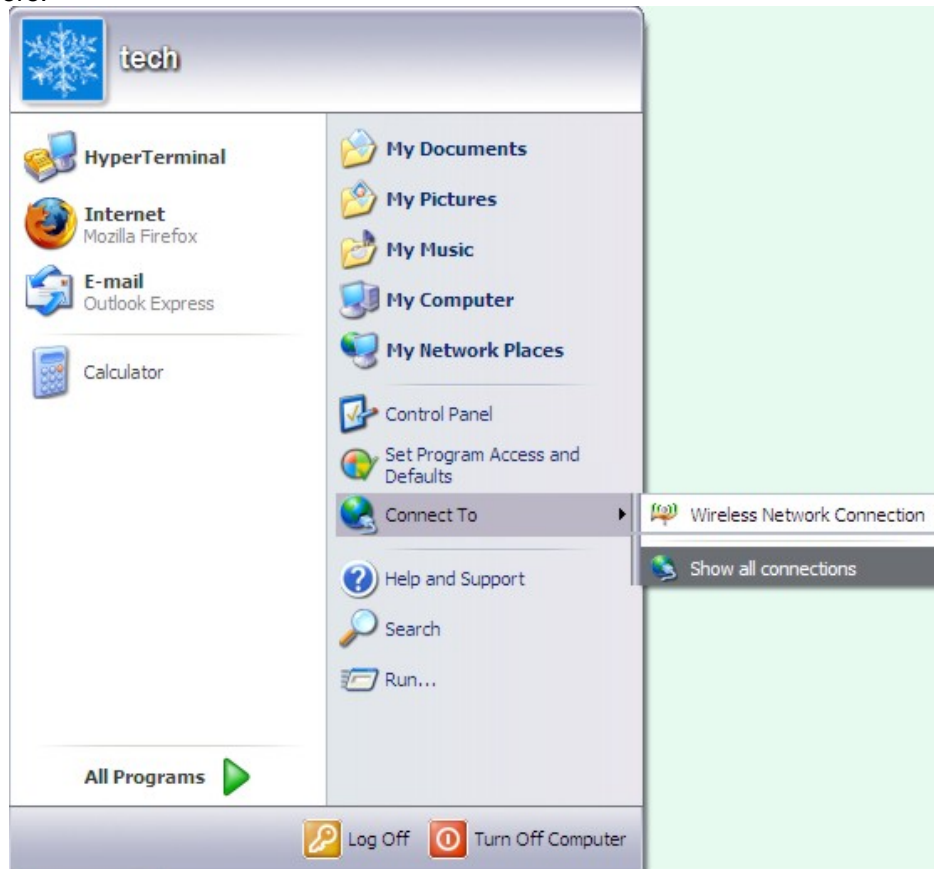 tech
HyperTerminal
Internet
Mozilla Firefox
E-mail
Outlook Express
Calculator
All Programs
My Documents
My Pictures
My Music
My Computer
My Network Places
Control Panel
Set Program Access and
Defaults
Connect To
Wireless Network Connection
Show all connections
Help and Support
Search
Run...
Log Off
Turn Off Computer